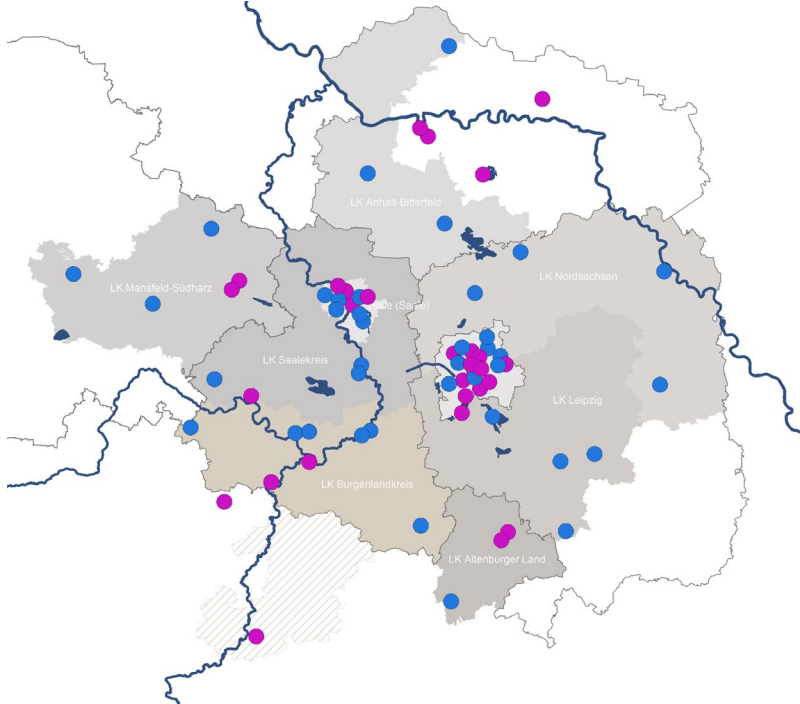 LK Anhalt-Bitterfeld
LK Nordsachsen
LK Mansfeld-Südharz
(Saale)
LK Saalekreis
LK Leipzig
LK Burgenlandkreis
LK Altenburger Land